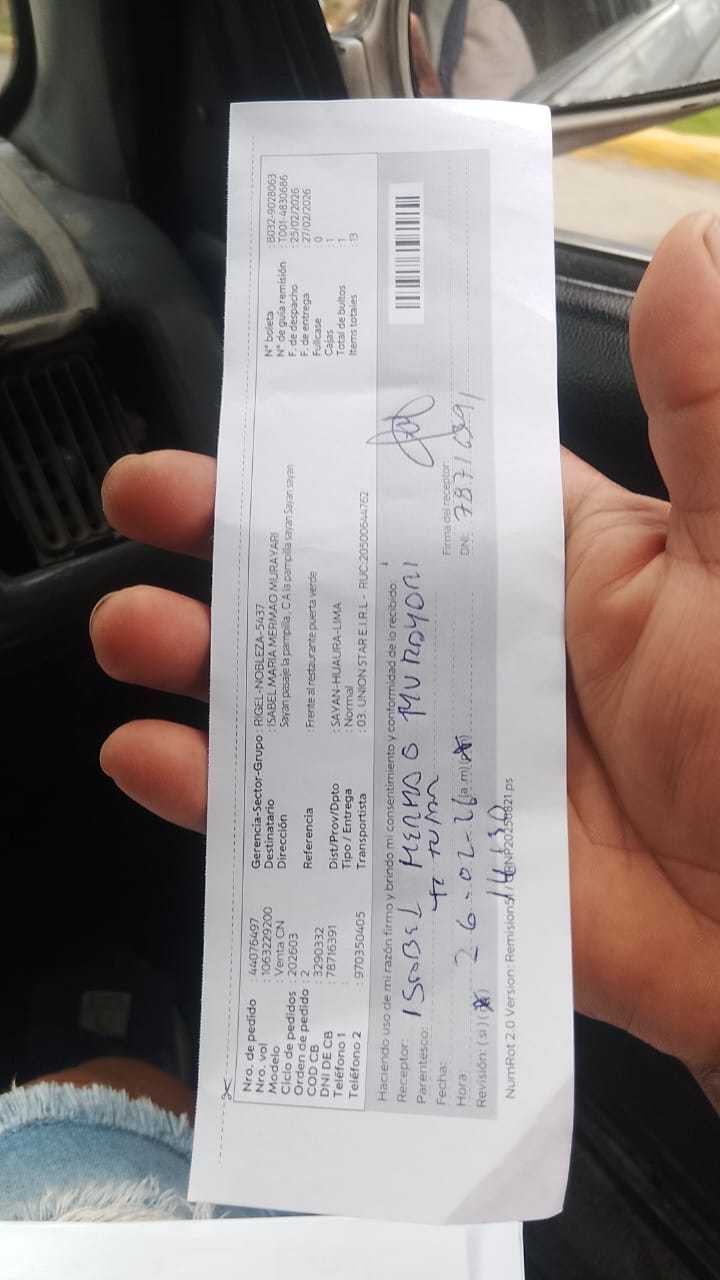 Nro. de pedido : 44076497
Nro. vol : 1063229200
Modelo : Venta CN
Ciclo de pedidos : 202603
Orden de pedido : 2
COD CB : 3290332
DNI DE CB : 78716391
Teléfono 1 :
Teléfono 2 : 970350405
Gerencia-Sector-Grupo : RIGEL-NOBLEZA-5437
Destinatario : ISABEL MARIA MERMAO MURAYARI
Dirección : Sayan pasaje la pampilla , C A la pampilla sayan Sayan sayan
Referencia : Frente al restaurante puerta verde
Dist/Prov/Dpto : SAYAN-HUAURA-LIMA
Tipo / Entrega : Normal
Transportista : 03. UNION STAR E.I.R.L - RUC:20500644762
N° boleta : B032-9028063
N° de guia remisión : T001-4830686
F. de despacho : 25/02/2026
F. de entrega : 27/02/2026
Fullcase : 0
Cajas : 1
Total de bultos : 1
Items totales : 13
Haciendo uso de mi razón firmo y brindo mi consentimiento y conformidad de lo recibido
Receptor: ISABEL MERMAO MURAYARI
Parentesco: TITULAR
Firma del receptor:
Fecha: 26-02-26
DNI: 78716391
Hora: 14:30 (a.m)
Revisión: (si)
NumRot 2.0 Version: Remision5